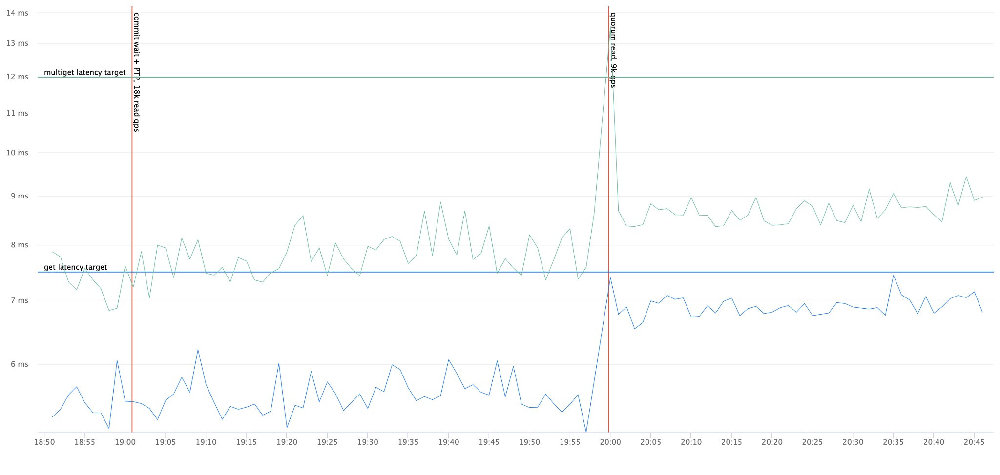 14 ms
13 ms
12 ms
11 ms
10 ms
9 ms
8 ms
7 ms
6 ms
multiget latency target
get latency target
commit wait + PTP, 18k read qps
quorum read, 9k qps
18:50
18:55
19:00
19:05
19:10
19:15
19:20
19:25
19:30
19:35
19:40
19:45
19:50
19:55
20:00
20:05
20:10
20:15
20:20
20:25
20:30
20:35
20:40
20:45